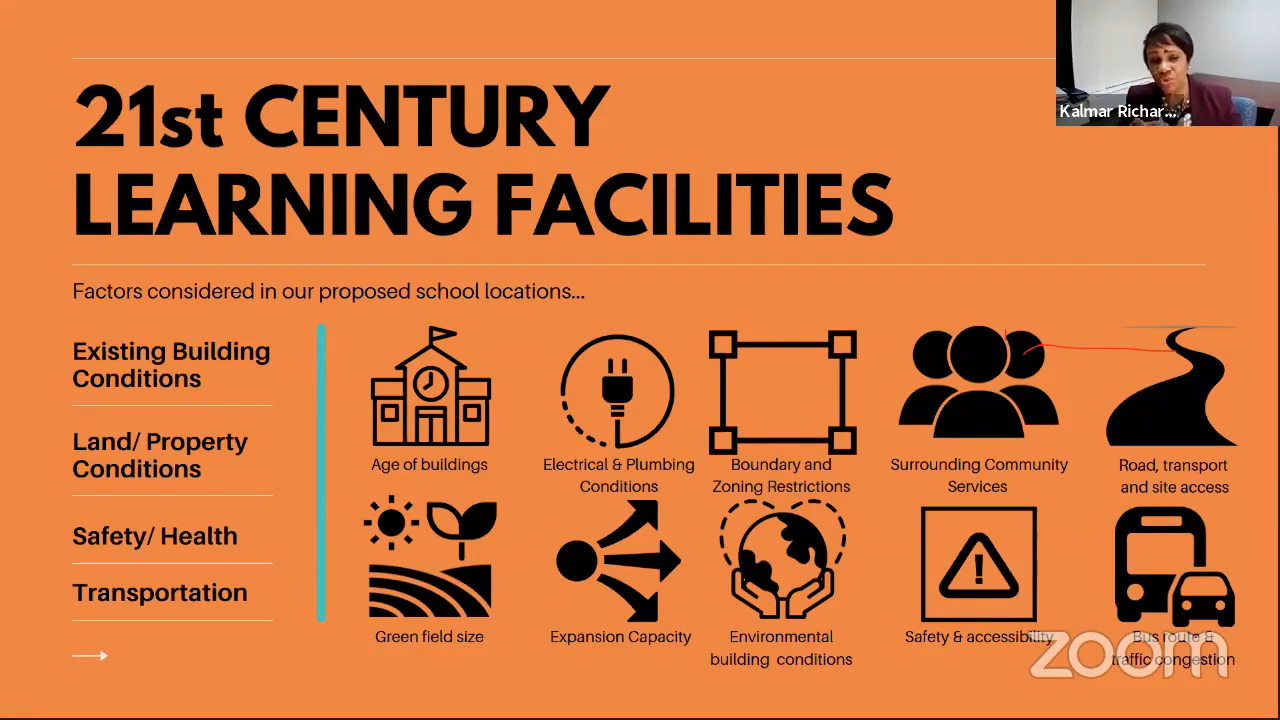 21st CENTURY
LEARNING FACILITIES
Kalmar Richar...
Factors considered in our proposed school locations...
Existing Building
Conditions
Land/ Property
Conditions
Safety/ Health
Transportation
Age of buildings
Electrical & Plumbing
Conditions
Boundary and
Zoning Restrictions
Surrounding Community
Services
Road, transport
and site access
Green field size
Expansion Capacity
Environmental
building conditions
Safety & accessibility
Bus route &
traffic congestion
zoom